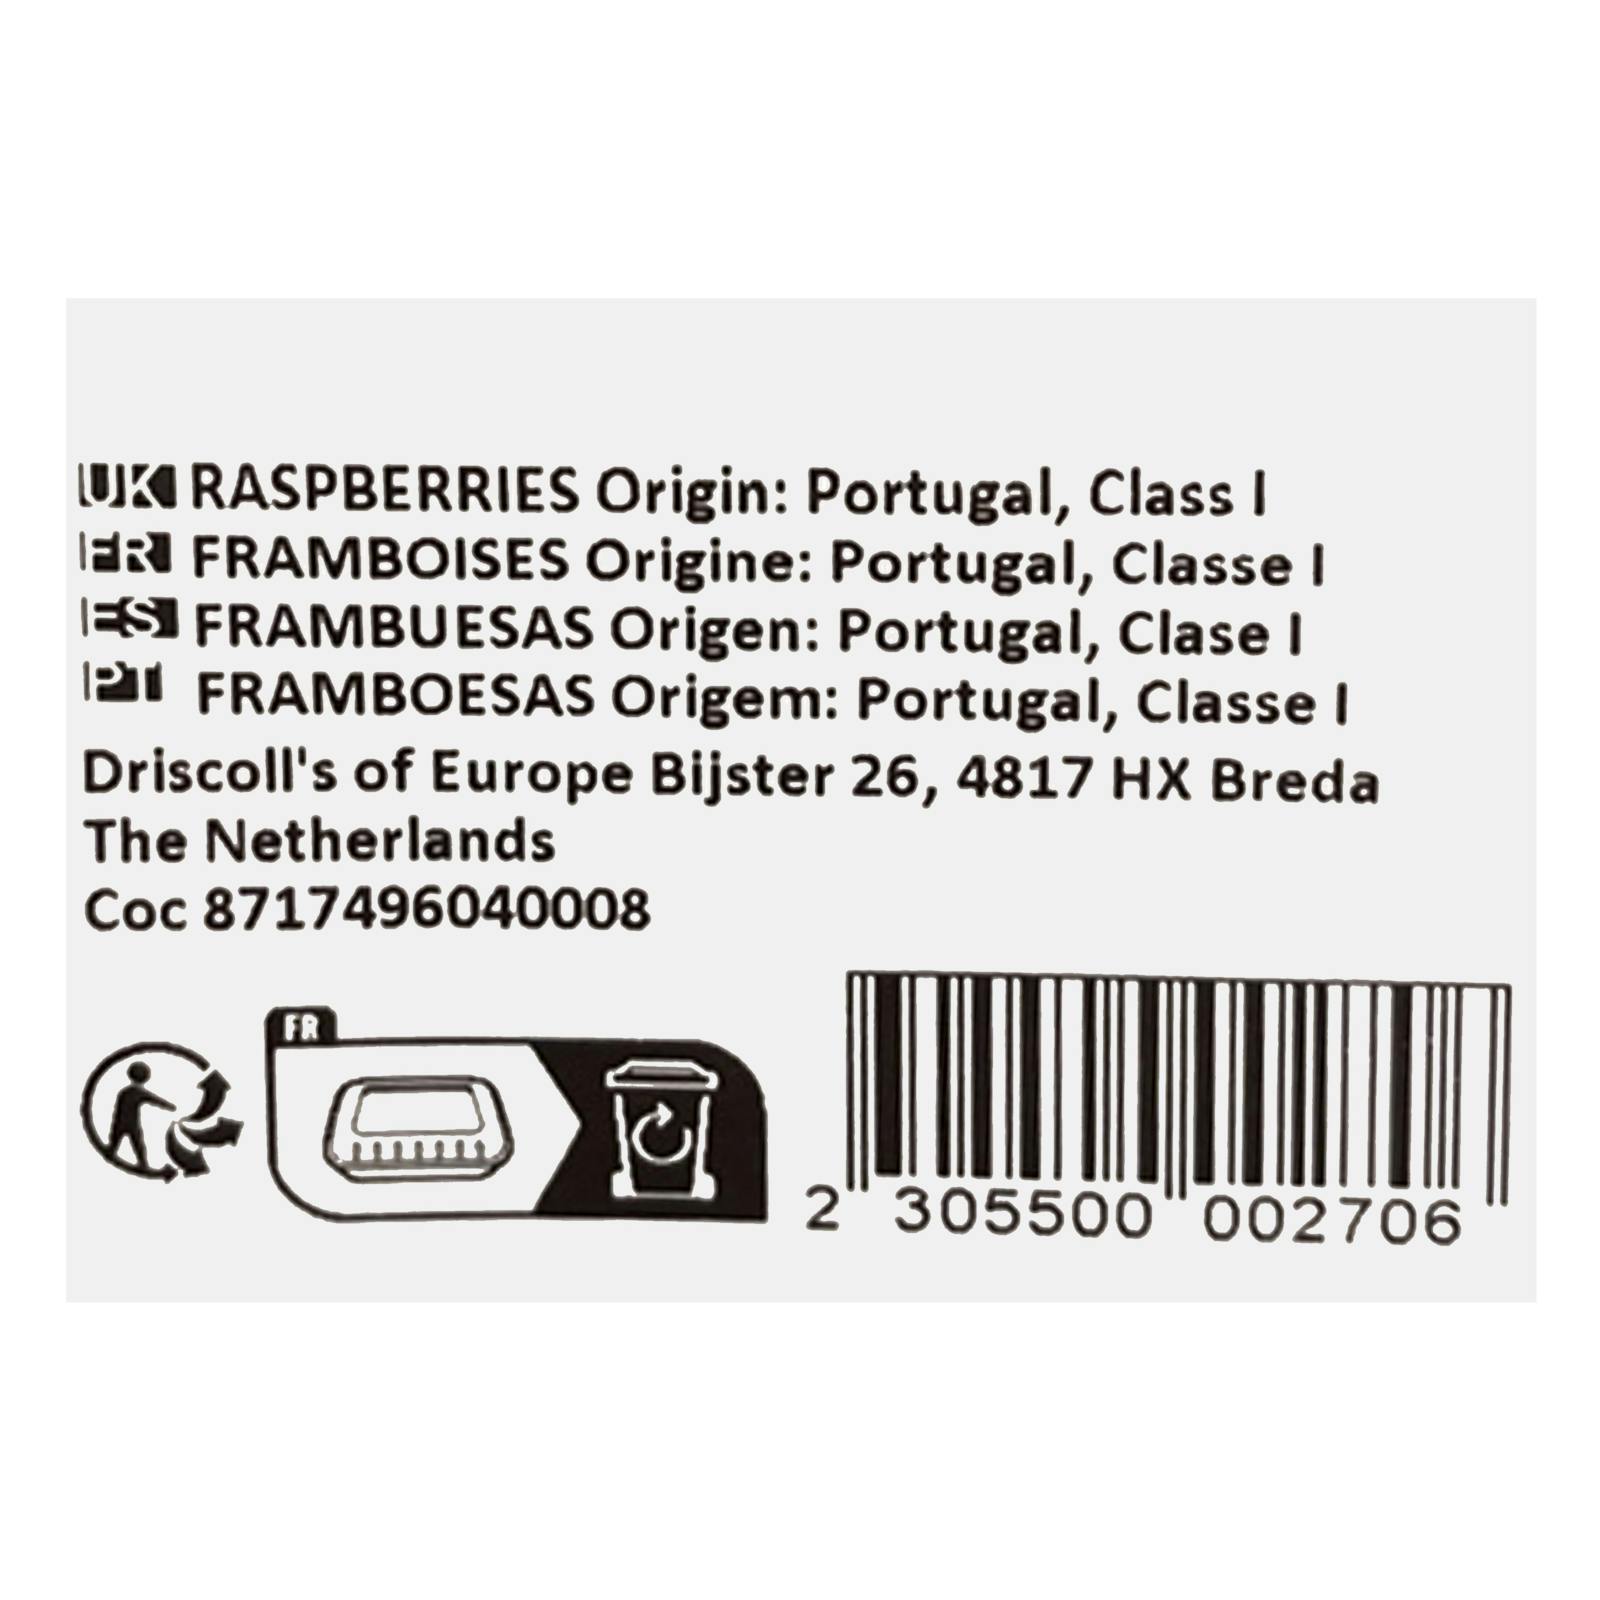 UK RASPBERRIES Origin: Portugal, Class I
FR FRAMBOISES Origine: Portugal, Classe I
ES FRAMBUESAS Origen: Portugal, Clase I
PT FRAMBOESAS Origem: Portugal, Classe I
Driscoll's of Europe Bijster 26, 4817 HX Breda
The Netherlands
Coc 8717496040008
FR
2 305500 002706